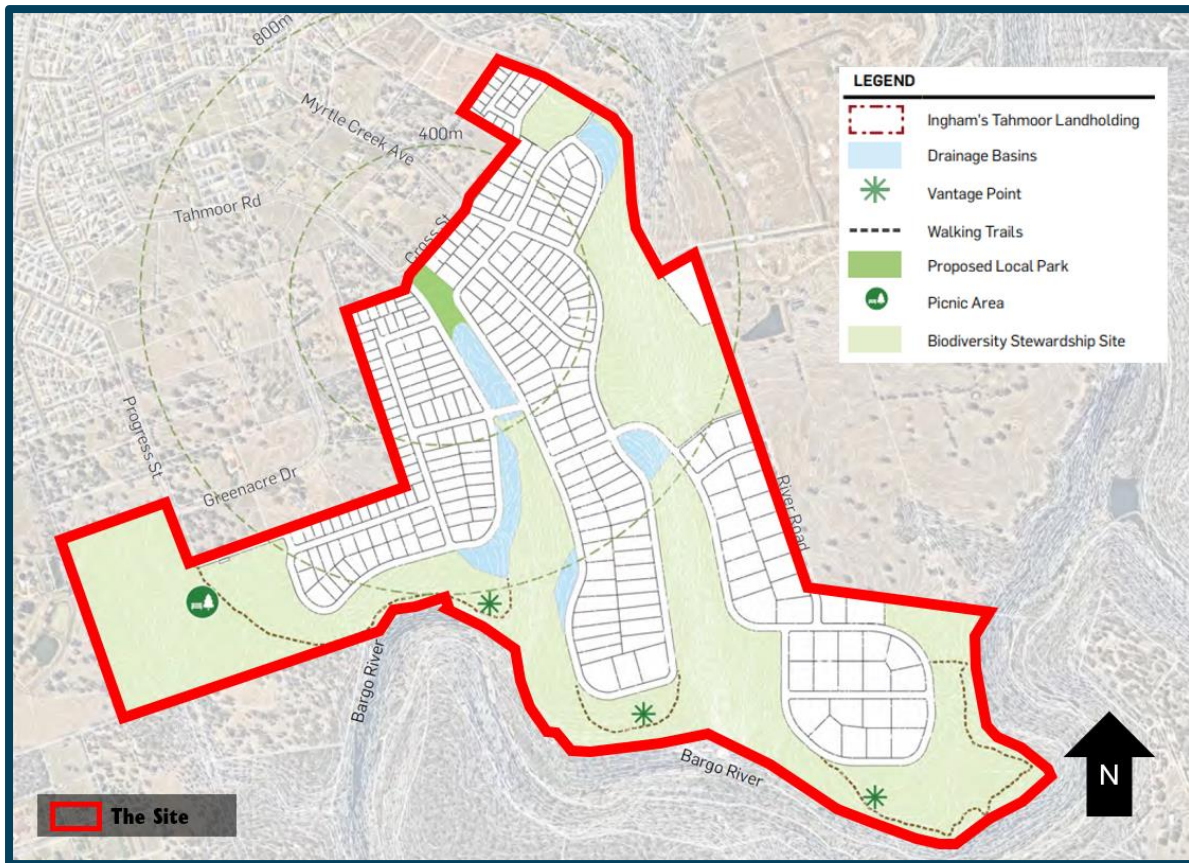 800m
Myrtle Creek Ave
400m
Tahmoor Rd
Cross St
Progress St
Greenacre Dr
River Road
Bargo River
Bargo River
LEGEND
Ingham's Tahmoor Landholding
Drainage Basins
Vantage Point
Walking Trails
Proposed Local Park
Picnic Area
Biodiversity Stewardship Site
The Site
N